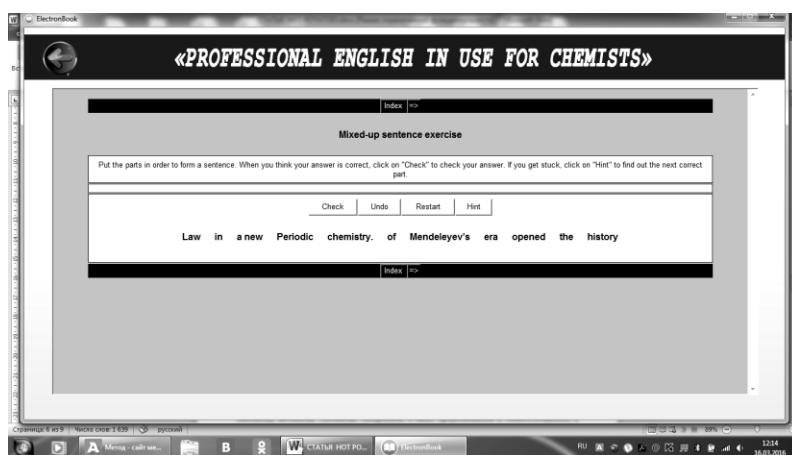 ElectronBook
«PROFESSIONAL ENGLISH IN USE FOR CHEMISTS»
Index =>
Mixed-up sentence exercise
Put the parts in order to form a sentence. When you think your answer is correct, click on "Check" to check your answer. If you get stuck, click on "Hint" to find out the next correct
part.
Check Undo Restart Hint
Law in a new Periodic chemistry. of Mendeleyev's era opened the history
Index =>
Страница: 6 из 9 Число слов: 1 639 русский 89%
Метод - сайт ме... СТАТЬЯ HOT PO... ElectronBook RU 12:14
16.03.2016